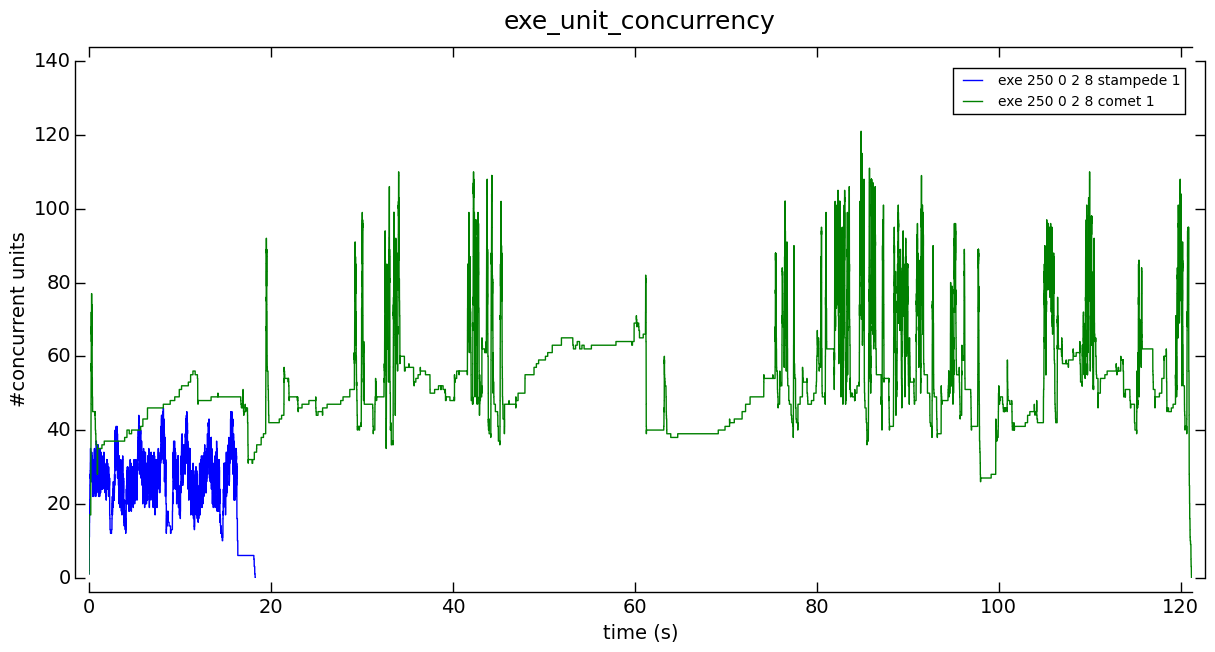 exe_unit_concurrency
exe 250 0 2 8 stampede 1
exe 250 0 2 8 comet 1
#concurrent units
140
120
100
80
60
40
20
0
0 20 40 60 80 100 120
time (s)